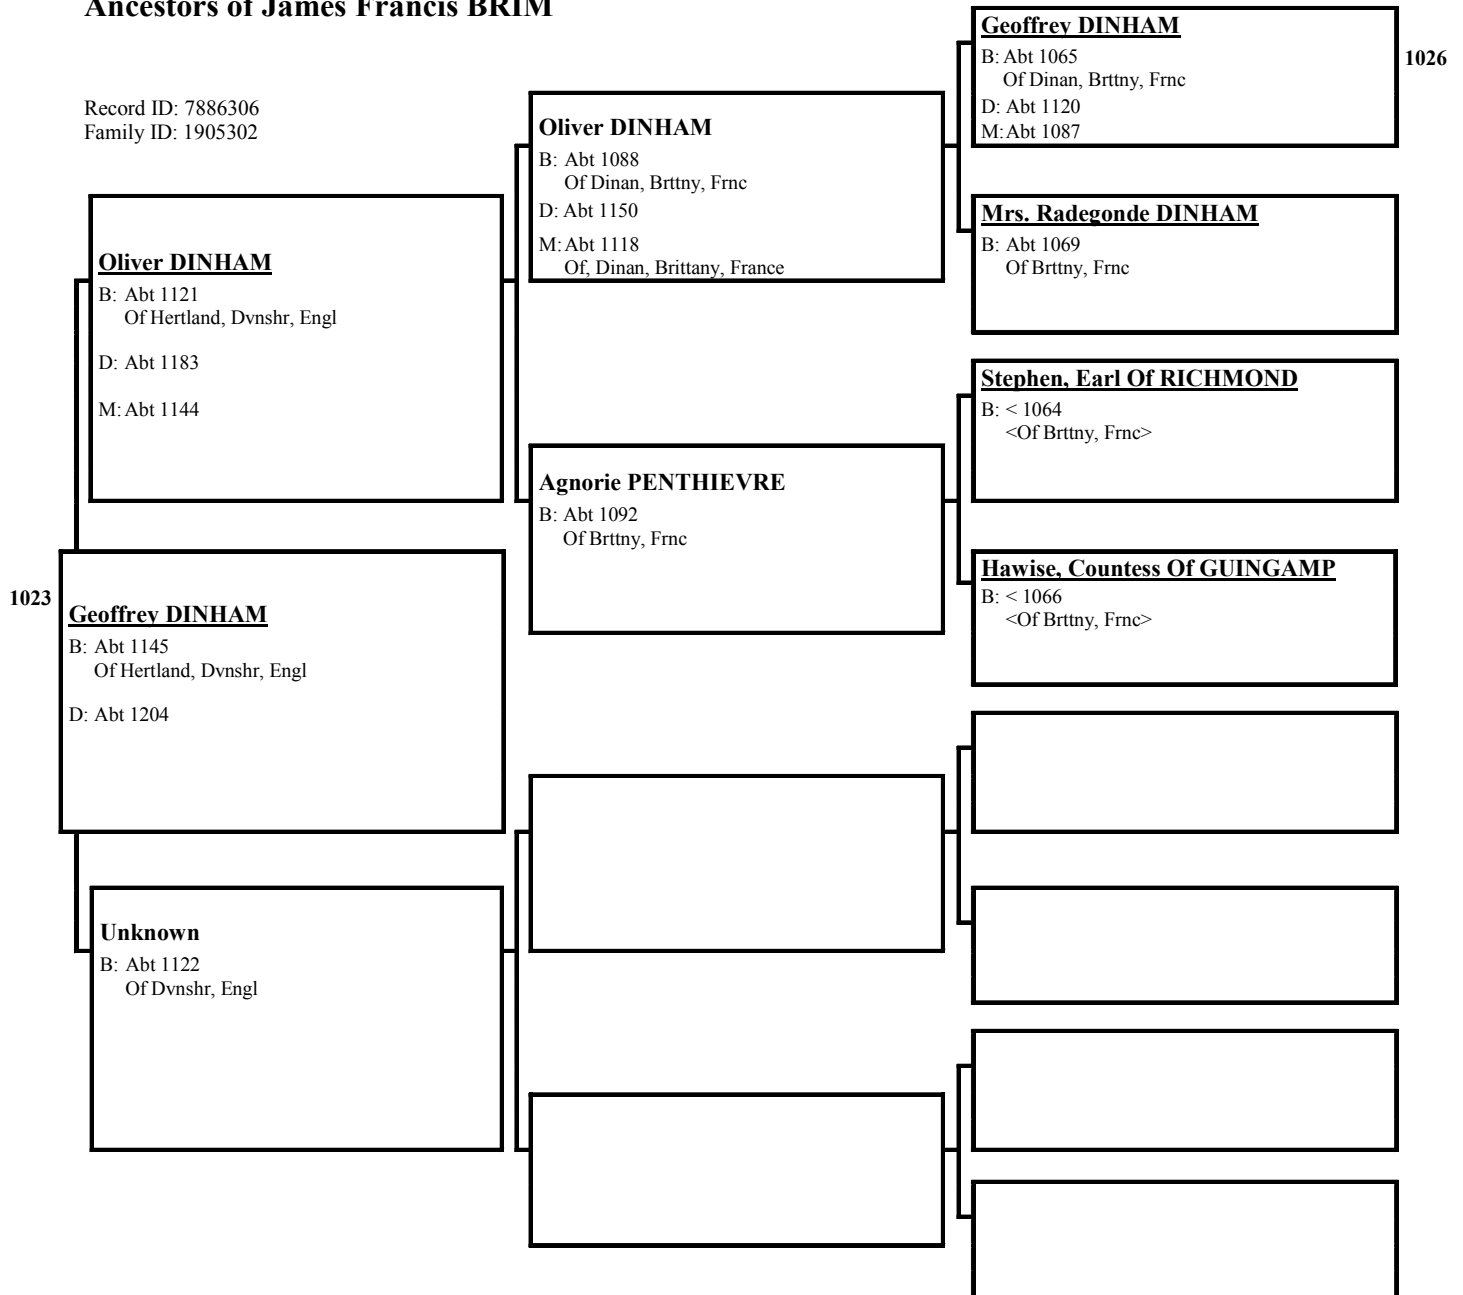 Ancestors of James Francis BRIM
Record ID: 7886306
Family ID: 1905302
1023
Geoffrey DINHAM
B: Abt 1145
Of Hertland, Dvnshr, Engl
D: Abt 1204
Oliver DINHAM
B: Abt 1121
Of Hertland, Dvnshr, Engl
D: Abt 1183
M: Abt 1144
Unknown
B: Abt 1122
Of Dvnshr, Engl
Oliver DINHAM
B: Abt 1088
Of Dinan, Brttny, Frnc
D: Abt 1150
M: Abt 1118
Of, Dinan, Brittany, France
Agnorie PENTHIEVRE
B: Abt 1092
Of Brttny, Frnc
Geoffrey DINHAM
B: Abt 1065
Of Dinan, Brttny, Frnc
D: Abt 1120
M: Abt 1087
1026
Mrs. Radegonde DINHAM
B: Abt 1069
Of Brttny, Frnc
Stephen, Earl Of RICHMOND
B: < 1064
<Of Brttny, Frnc>
Hawise, Countess Of GUINGAMP
B: < 1066
<Of Brttny, Frnc>